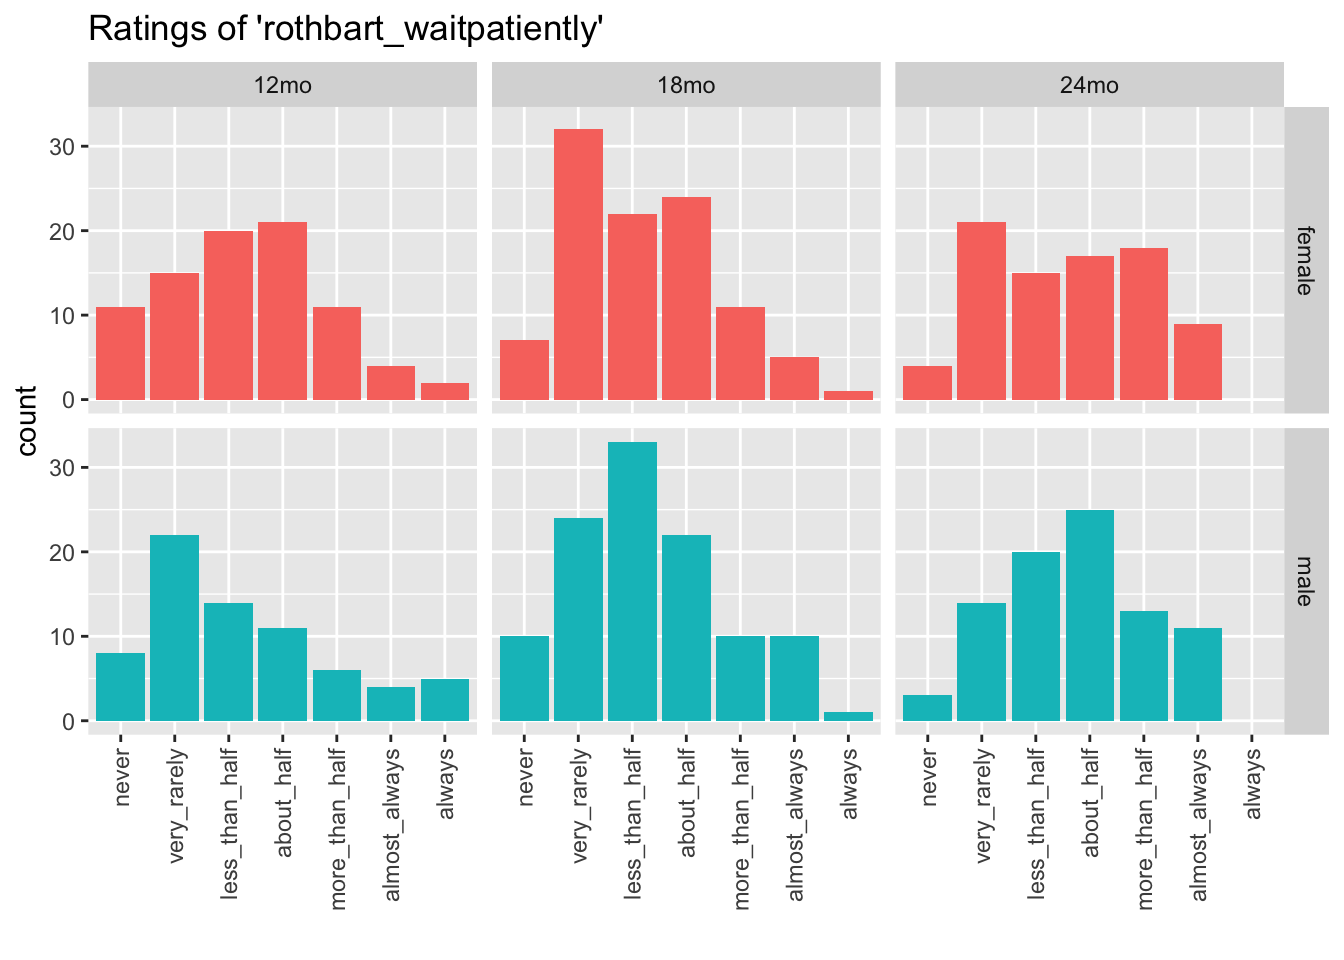 Ratings of 'rothbart_waitpatiently'
12mo
18mo
24mo
count
30
20
10
0
female
30
20
10
0
male
never
very_rarely
less_than_half
about_half
more_than_half
almost_always
always
never
very_rarely
less_than_half
about_half
more_than_half
almost_always
always
never
very_rarely
less_than_half
about_half
more_than_half
almost_always
always